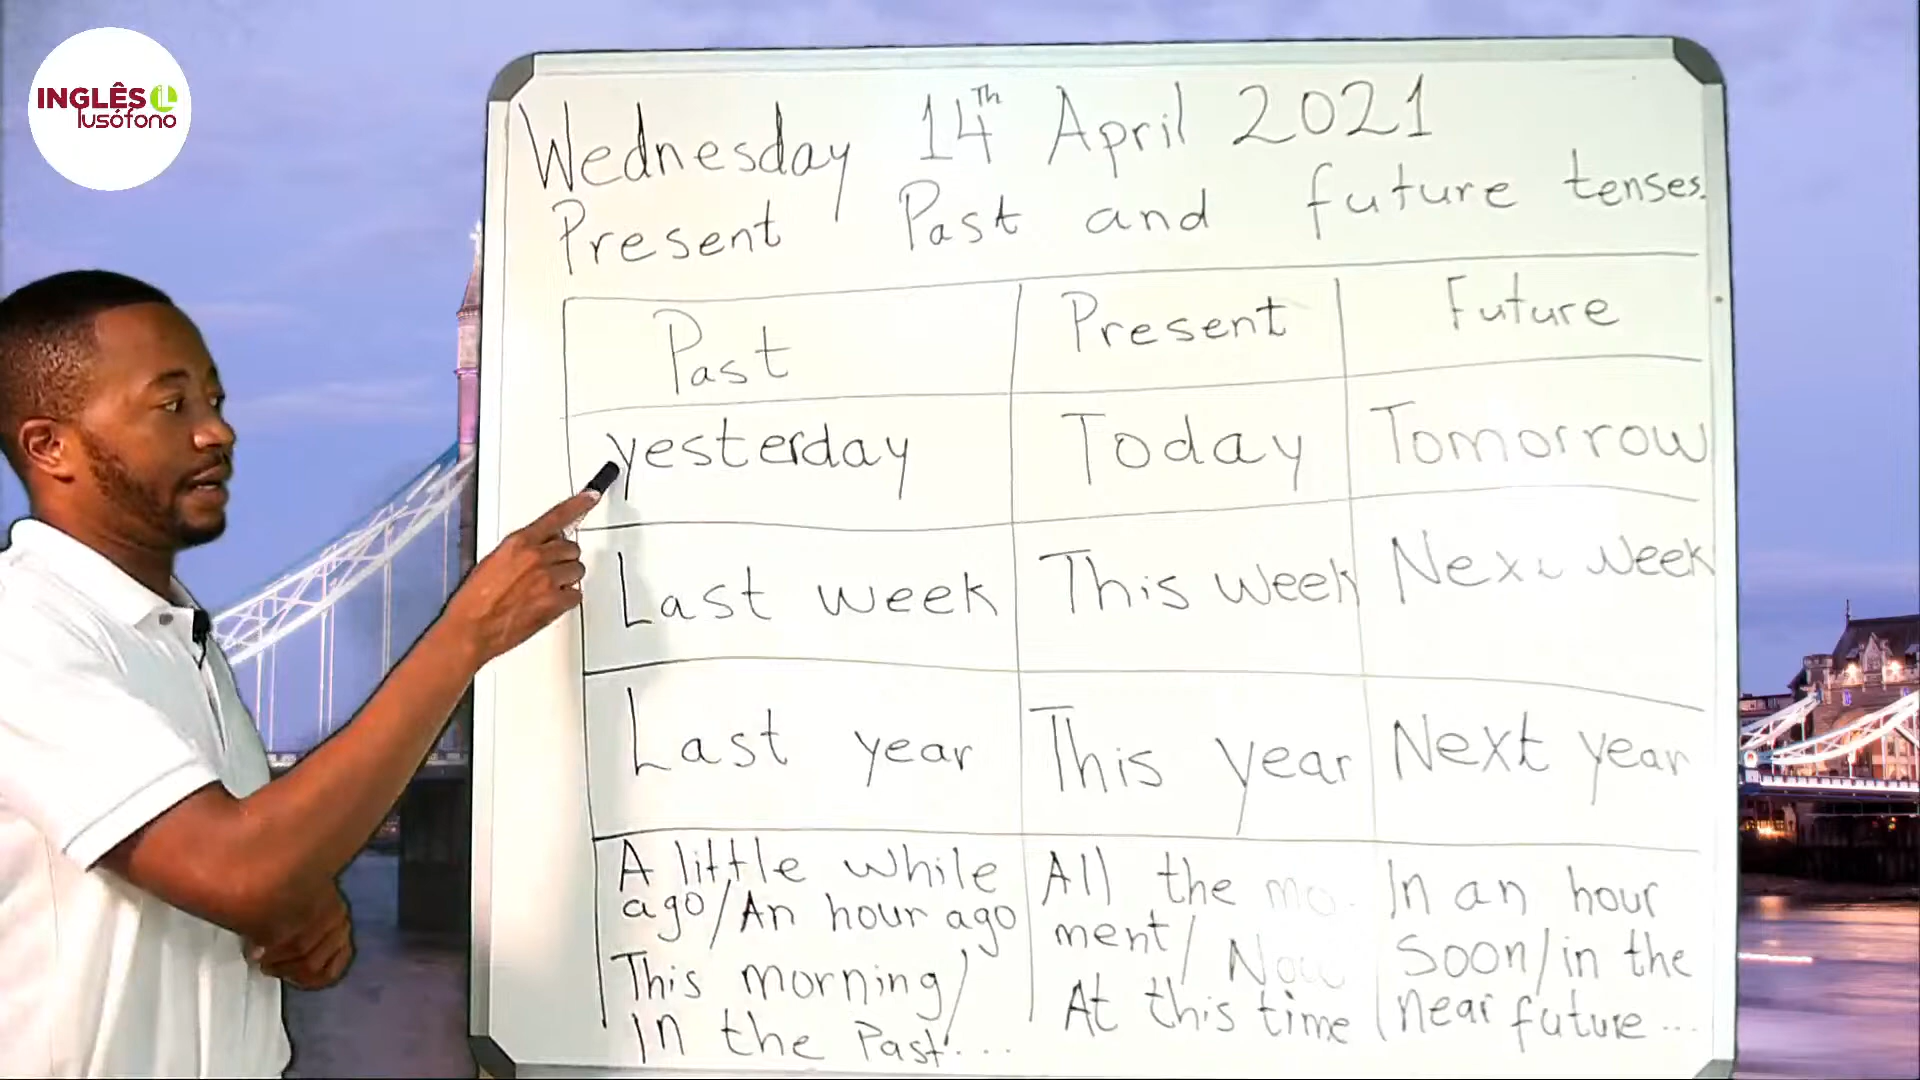 INGLÊS
lusófono
Wednesday 14Th April 2021
Present Past and future tenses.
Past Present Future
yesterday Today Tomorrow
Last week This week Next week
Last year This year Next year
A little while
ago/An hour ago
This morning/
In the Past....
All the mo-
ment/ Now
At this time
In an hour
Soon/in the
near future...